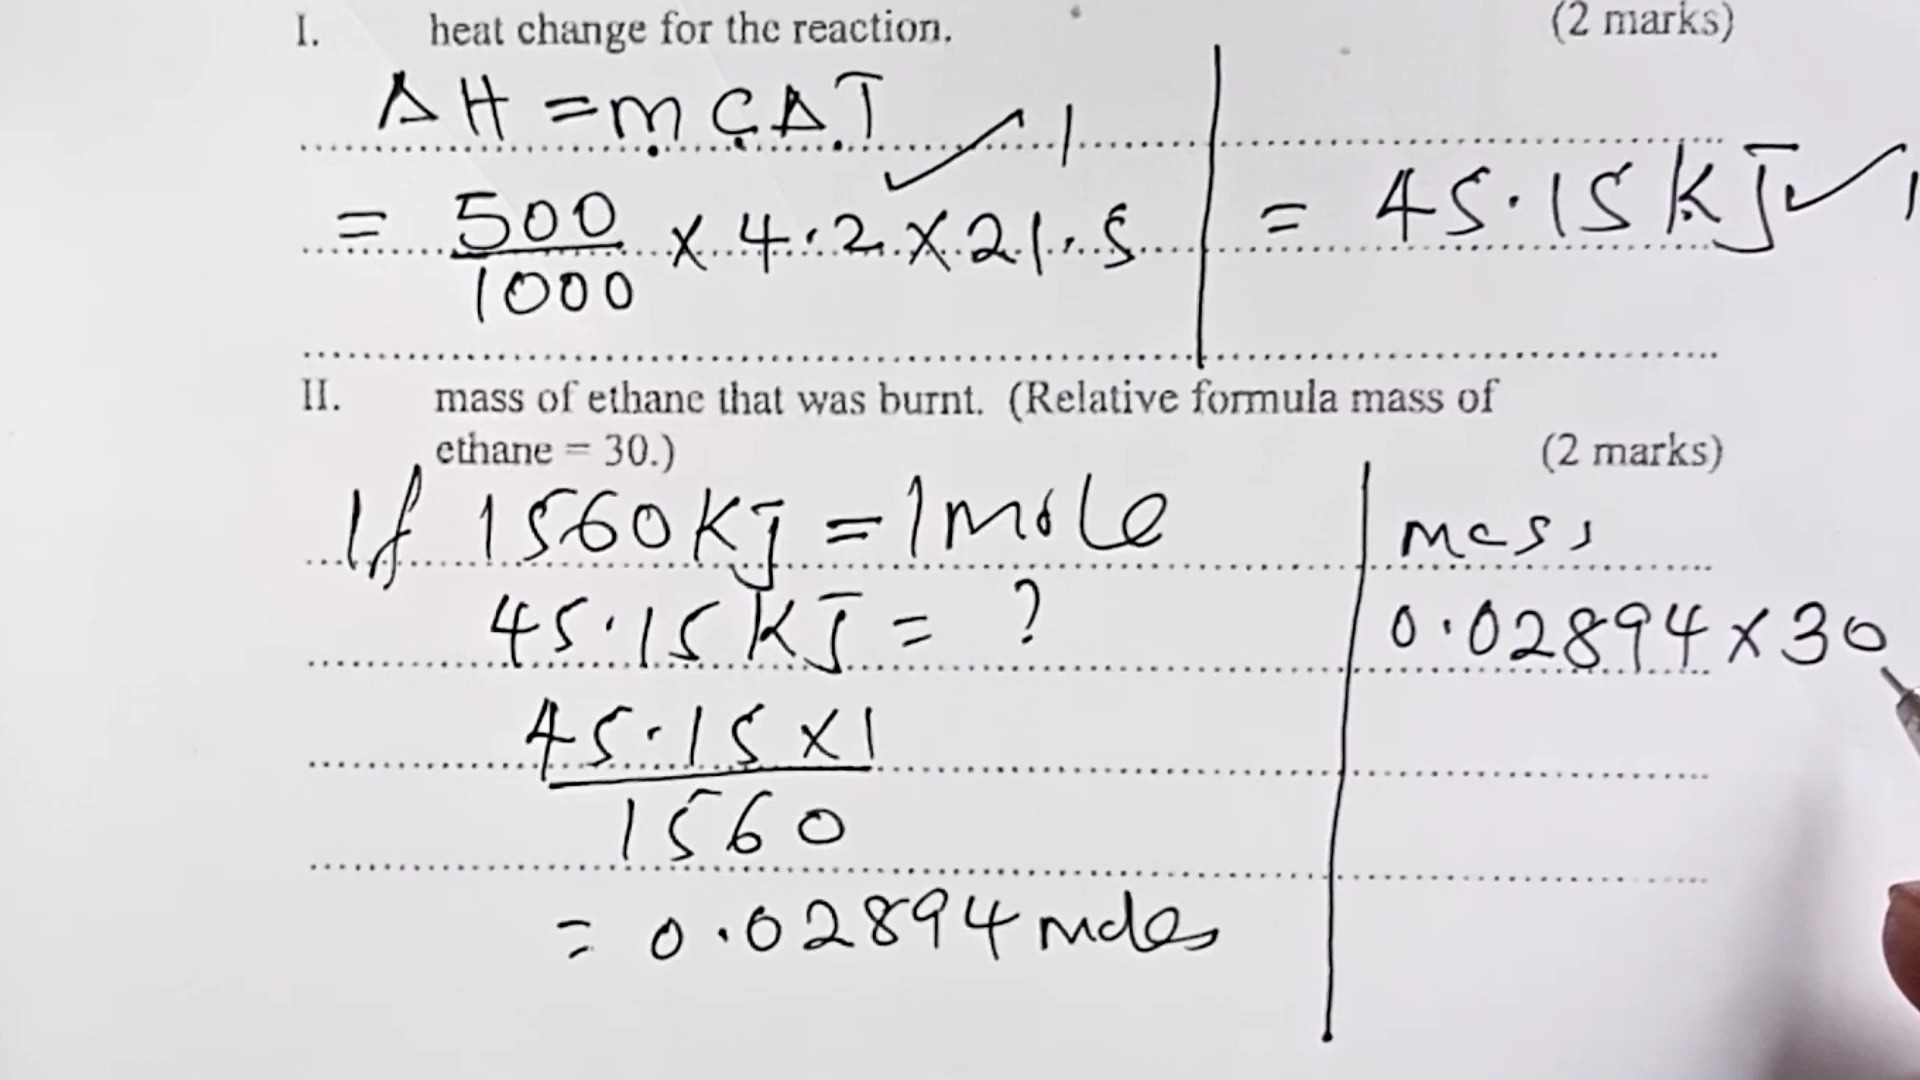 I. heat change for the reaction. (2 marks)
ΔH = mCΔT ✓ 1
= 500/1000 x 4.2 x 21.5
= 45.15 KJ ✓ 1
II. mass of ethane that was burnt. (Relative formula mass of
ethane = 30.) (2 marks)
If 1560 KJ = 1 mole
45.15 KJ = ?
45.15 x 1
1560
= 0.02894 moles
mass
0.02894 x 30